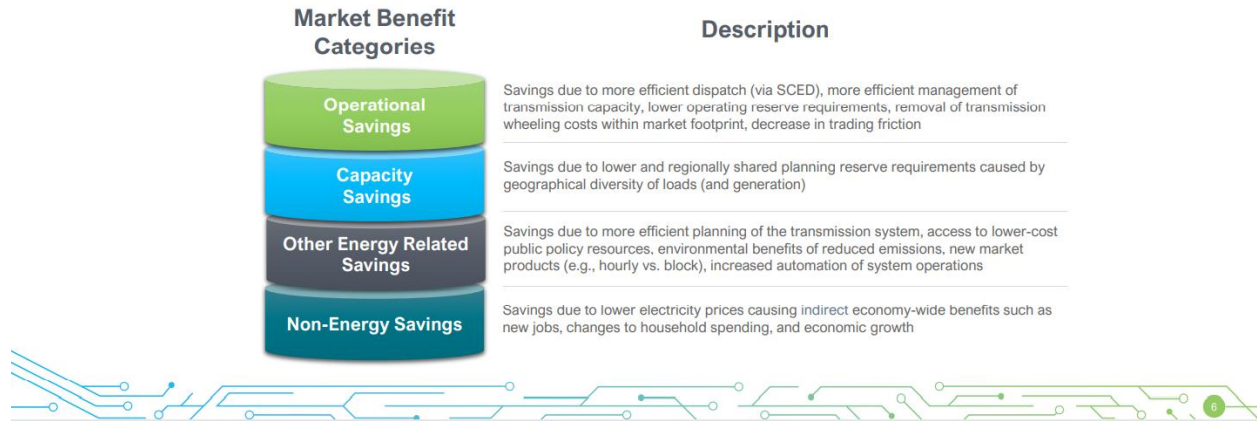 Market Benefit
Categories
Description
Operational
Savings
Savings due to more efficient dispatch (via SCED), more efficient management of
transmission capacity, lower operating reserve requirements, removal of transmission
wheeling costs within market footprint, decrease in trading friction
Capacity
Savings
Savings due to lower and regionally shared planning reserve requirements caused by
geographical diversity of loads (and generation)
Other Energy Related
Savings
Savings due to more efficient planning of the transmission system, access to lower-cost
public policy resources, environmental benefits of reduced emissions, new market
products (e.g., hourly vs. block), increased automation of system operations
Non-Energy Savings
Savings due to lower electricity prices causing indirect economy-wide benefits such as
new jobs, changes to household spending, and economic growth
6